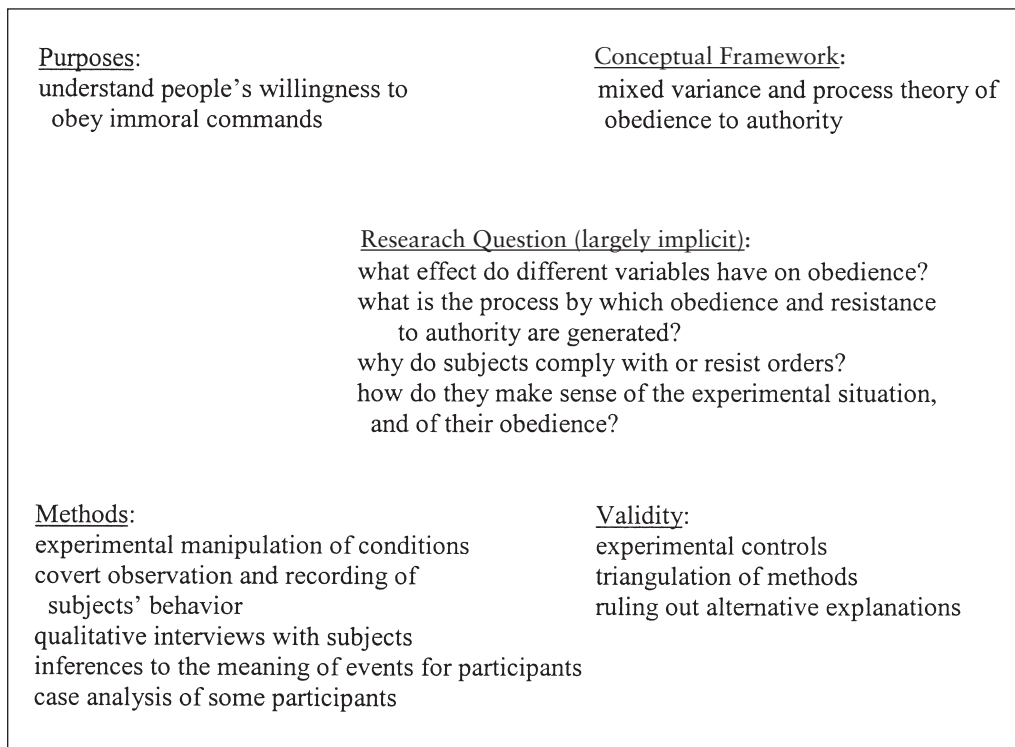 Purposes:
understand people's willingness to
obey immoral commands
Conceptual Framework:
mixed variance and process theory of
obedience to authority
Researach Question (largely implicit):
what effect do different variables have on obedience?
what is the process by which obedience and resistance
to authority are generated?
why do subjects comply with or resist orders?
how do they make sense of the experimental situation,
and of their obedience?
Methods:
experimental manipulation of conditions
covert observation and recording of
subjects' behavior
qualitative interviews with subjects
inferences to the meaning of events for participants
case analysis of some participants
Validity:
experimental controls
triangulation of methods
ruling out alternative explanations